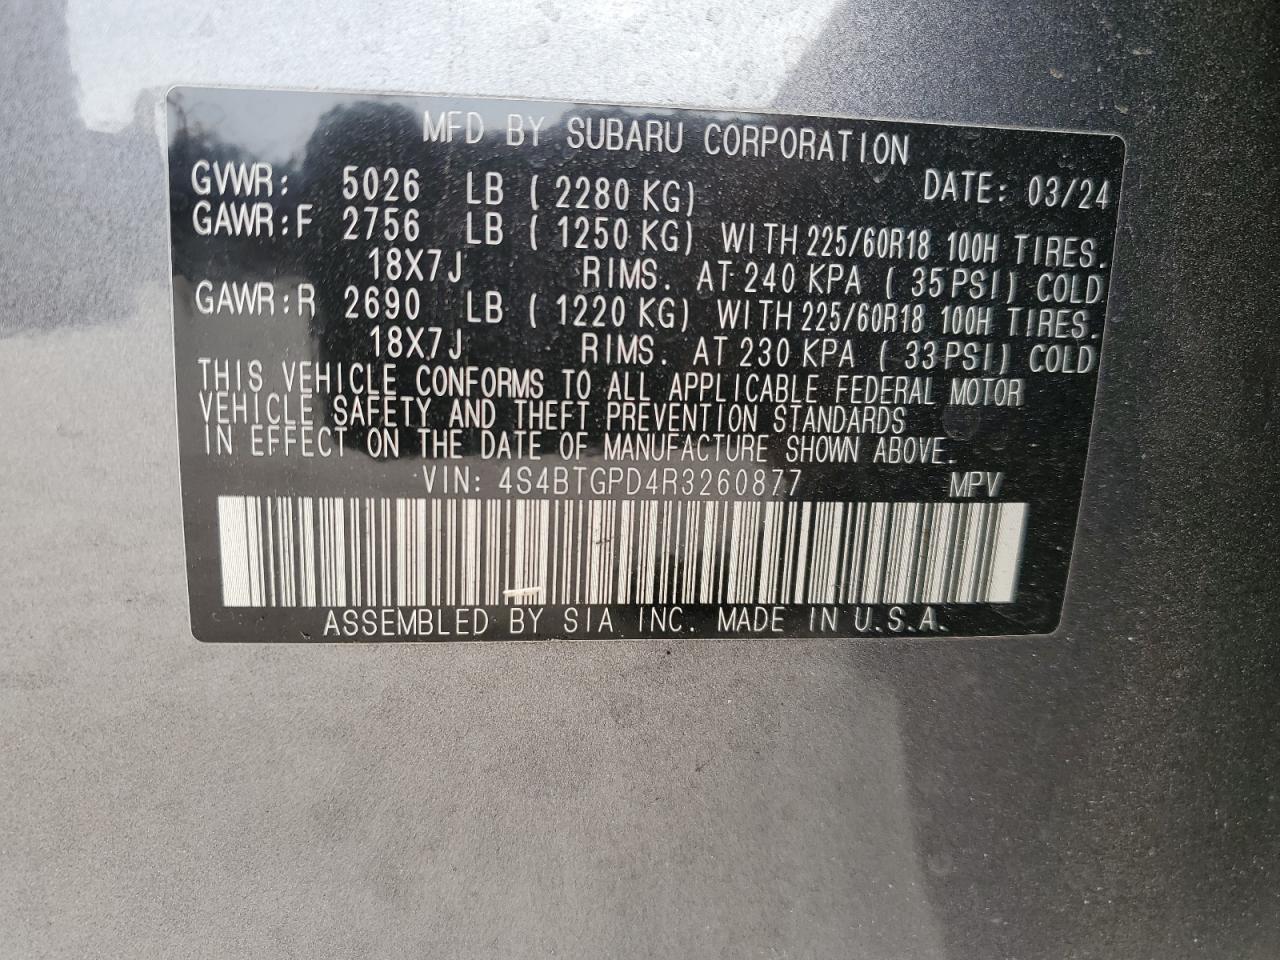 MFD BY SUBARU CORPORATION
GVWR: 5026 LB ( 2280 KG) DATE: 03/24
GAWR:F 2756 LB ( 1250 KG) WITH 225/60R18 100H TIRES.
18X7J RIMS. AT 240 KPA ( 35PSI) COLD
GAWR:R 2690 LB ( 1220 KG) WITH 225/60R18 100H TIRES.
18X7J RIMS. AT 230 KPA ( 33PSI) COLD
THIS VEHICLE CONFORMS TO ALL APPLICABLE FEDERAL MOTOR
VEHICLE SAFETY AND THEFT PREVENTION STANDARDS
IN EFFECT ON THE DATE OF MANUFACTURE SHOWN ABOVE.
VIN: 4S4BTGPD4R3260877 MPV
ASSEMBLED BY SIA INC. MADE IN U.S.A.